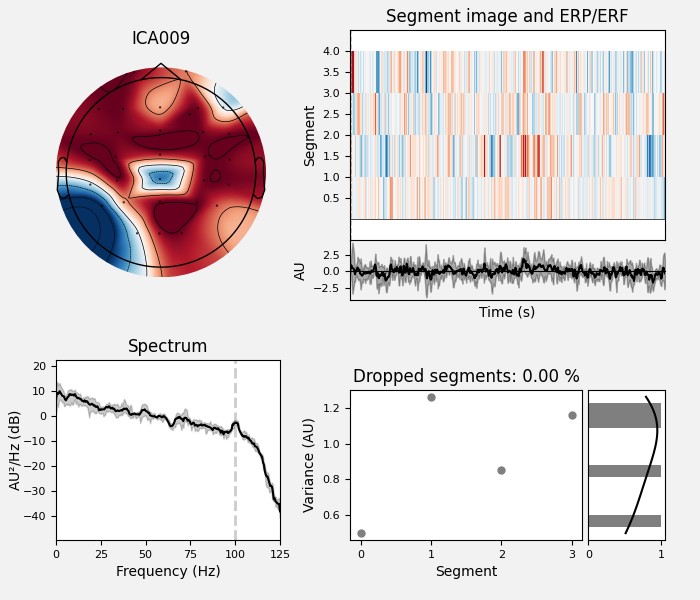 ICA009
Segment image and ERP/ERF
Segment
4.0
3.5
3.0
2.5
2.0
1.5
1.0
0.5
AU
2.5
0.0
−2.5
Time (s)
Spectrum
AU²/Hz (dB)
20
10
0
−10
−20
−30
−40
0 25 50 75 100 125
Frequency (Hz)
Dropped segments: 0.00 %
Variance (AU)
1.2
1.0
0.8
0.6
0 1 2 3
Segment
0 1